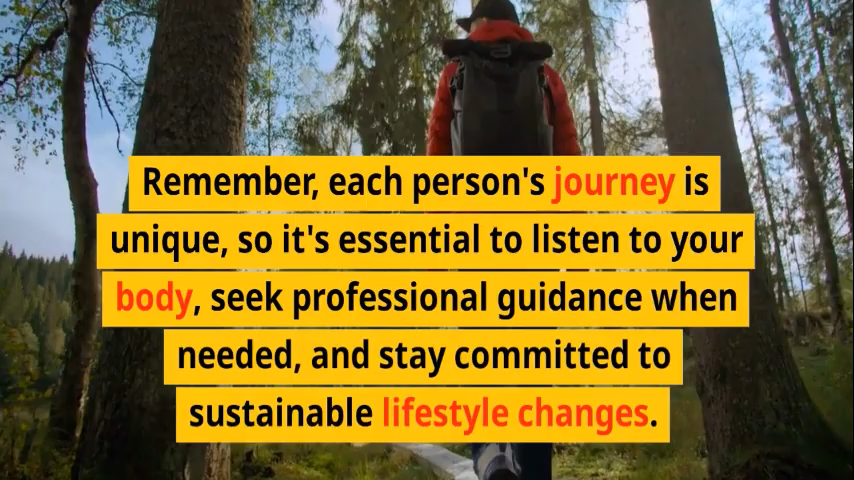 Remember, each person's journey is
unique, so it's essential to listen to your
body, seek professional guidance when
needed, and stay committed to
sustainable lifestyle changes.